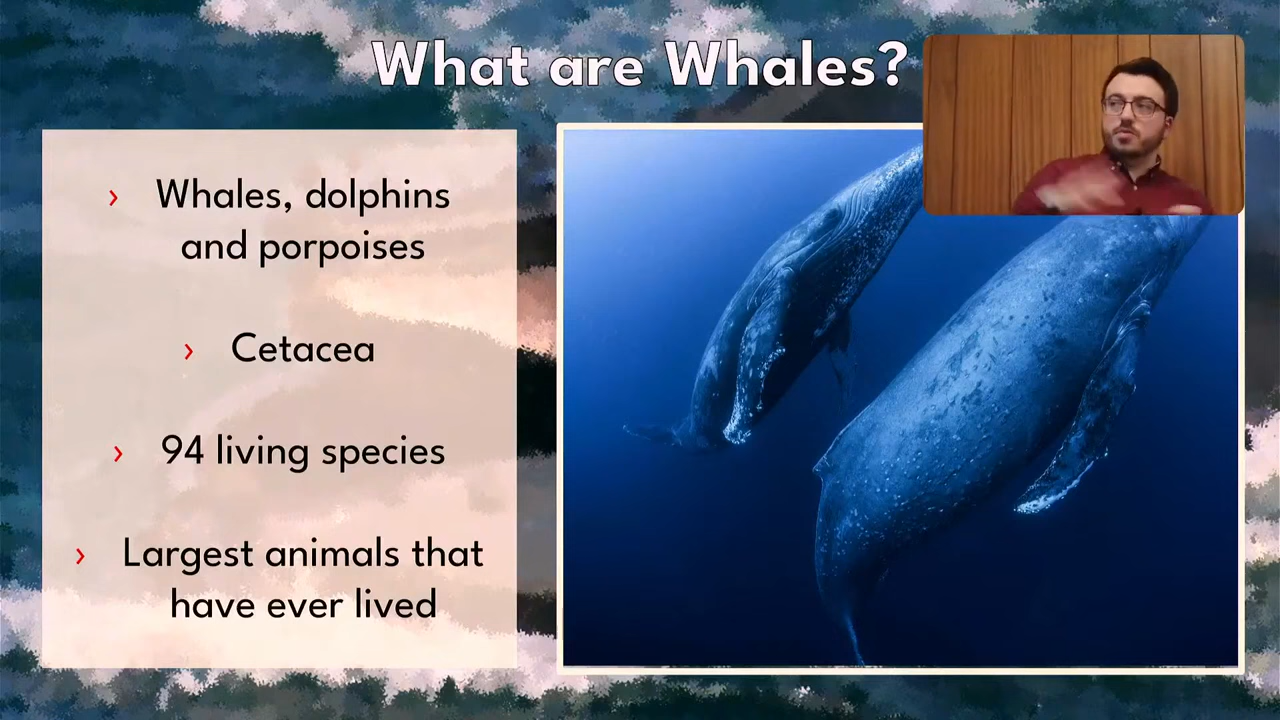 What are Whales?
› Whales, dolphins
and porpoises
› Cetacea
› 94 living species
› Largest animals that
have ever lived